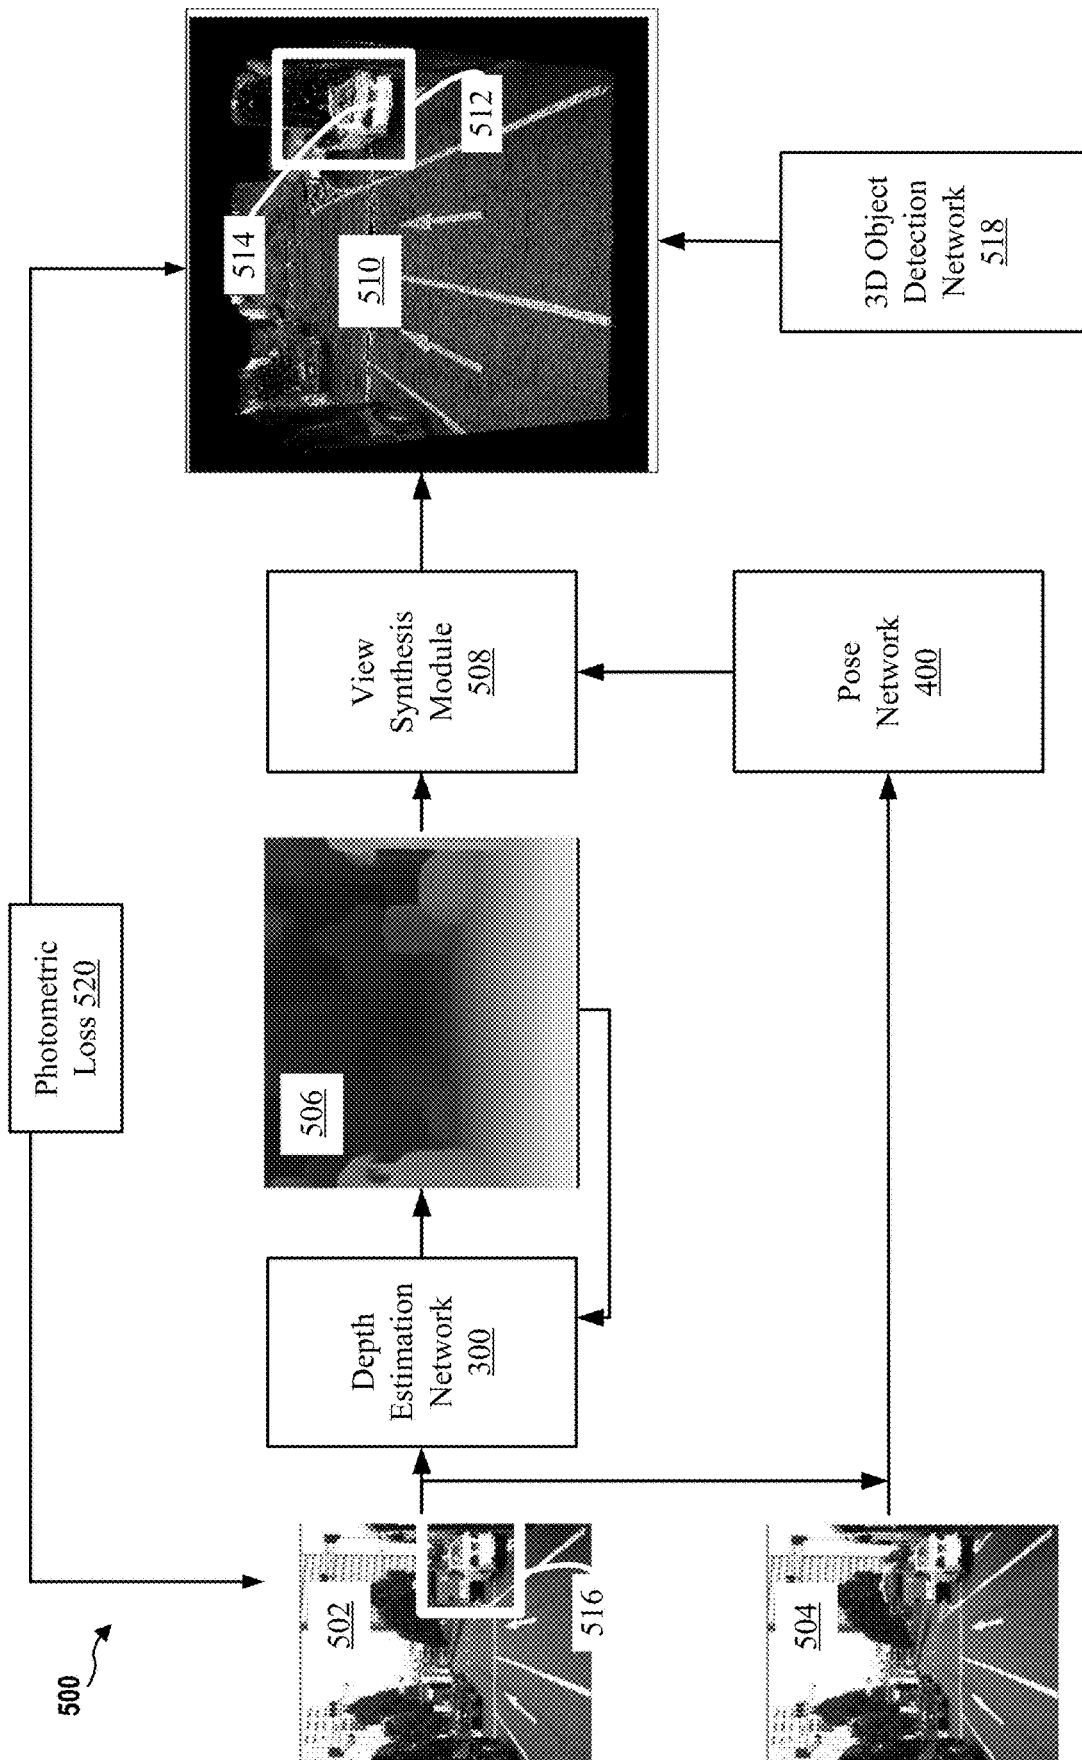 500
Photometric
Loss 520
502
516
504
Depth
Estimation
Network
300
506
View
Synthesis
Module
508
Pose
Network
400
514
510
512
3D Object
Detection
Network
518